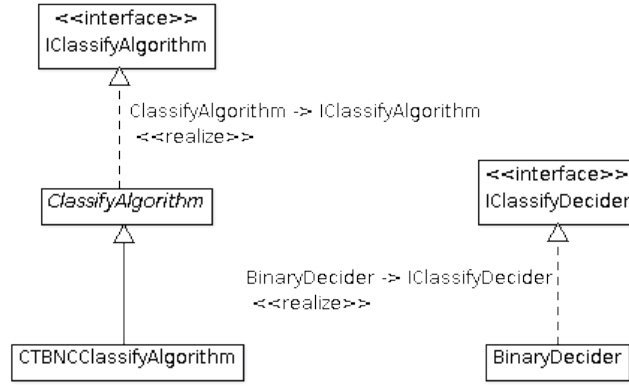 <<interface>>
IClassifyAlgorithm
ClassifyAlgorithm -> IClassifyAlgorithm
<<realize>>
ClassifyAlgorithm
<<interface>>
IClassifyDecider
BinaryDecider -> IClassifyDecider
<<realize>>
CTBNCClassifyAlgorithm
BinaryDecider